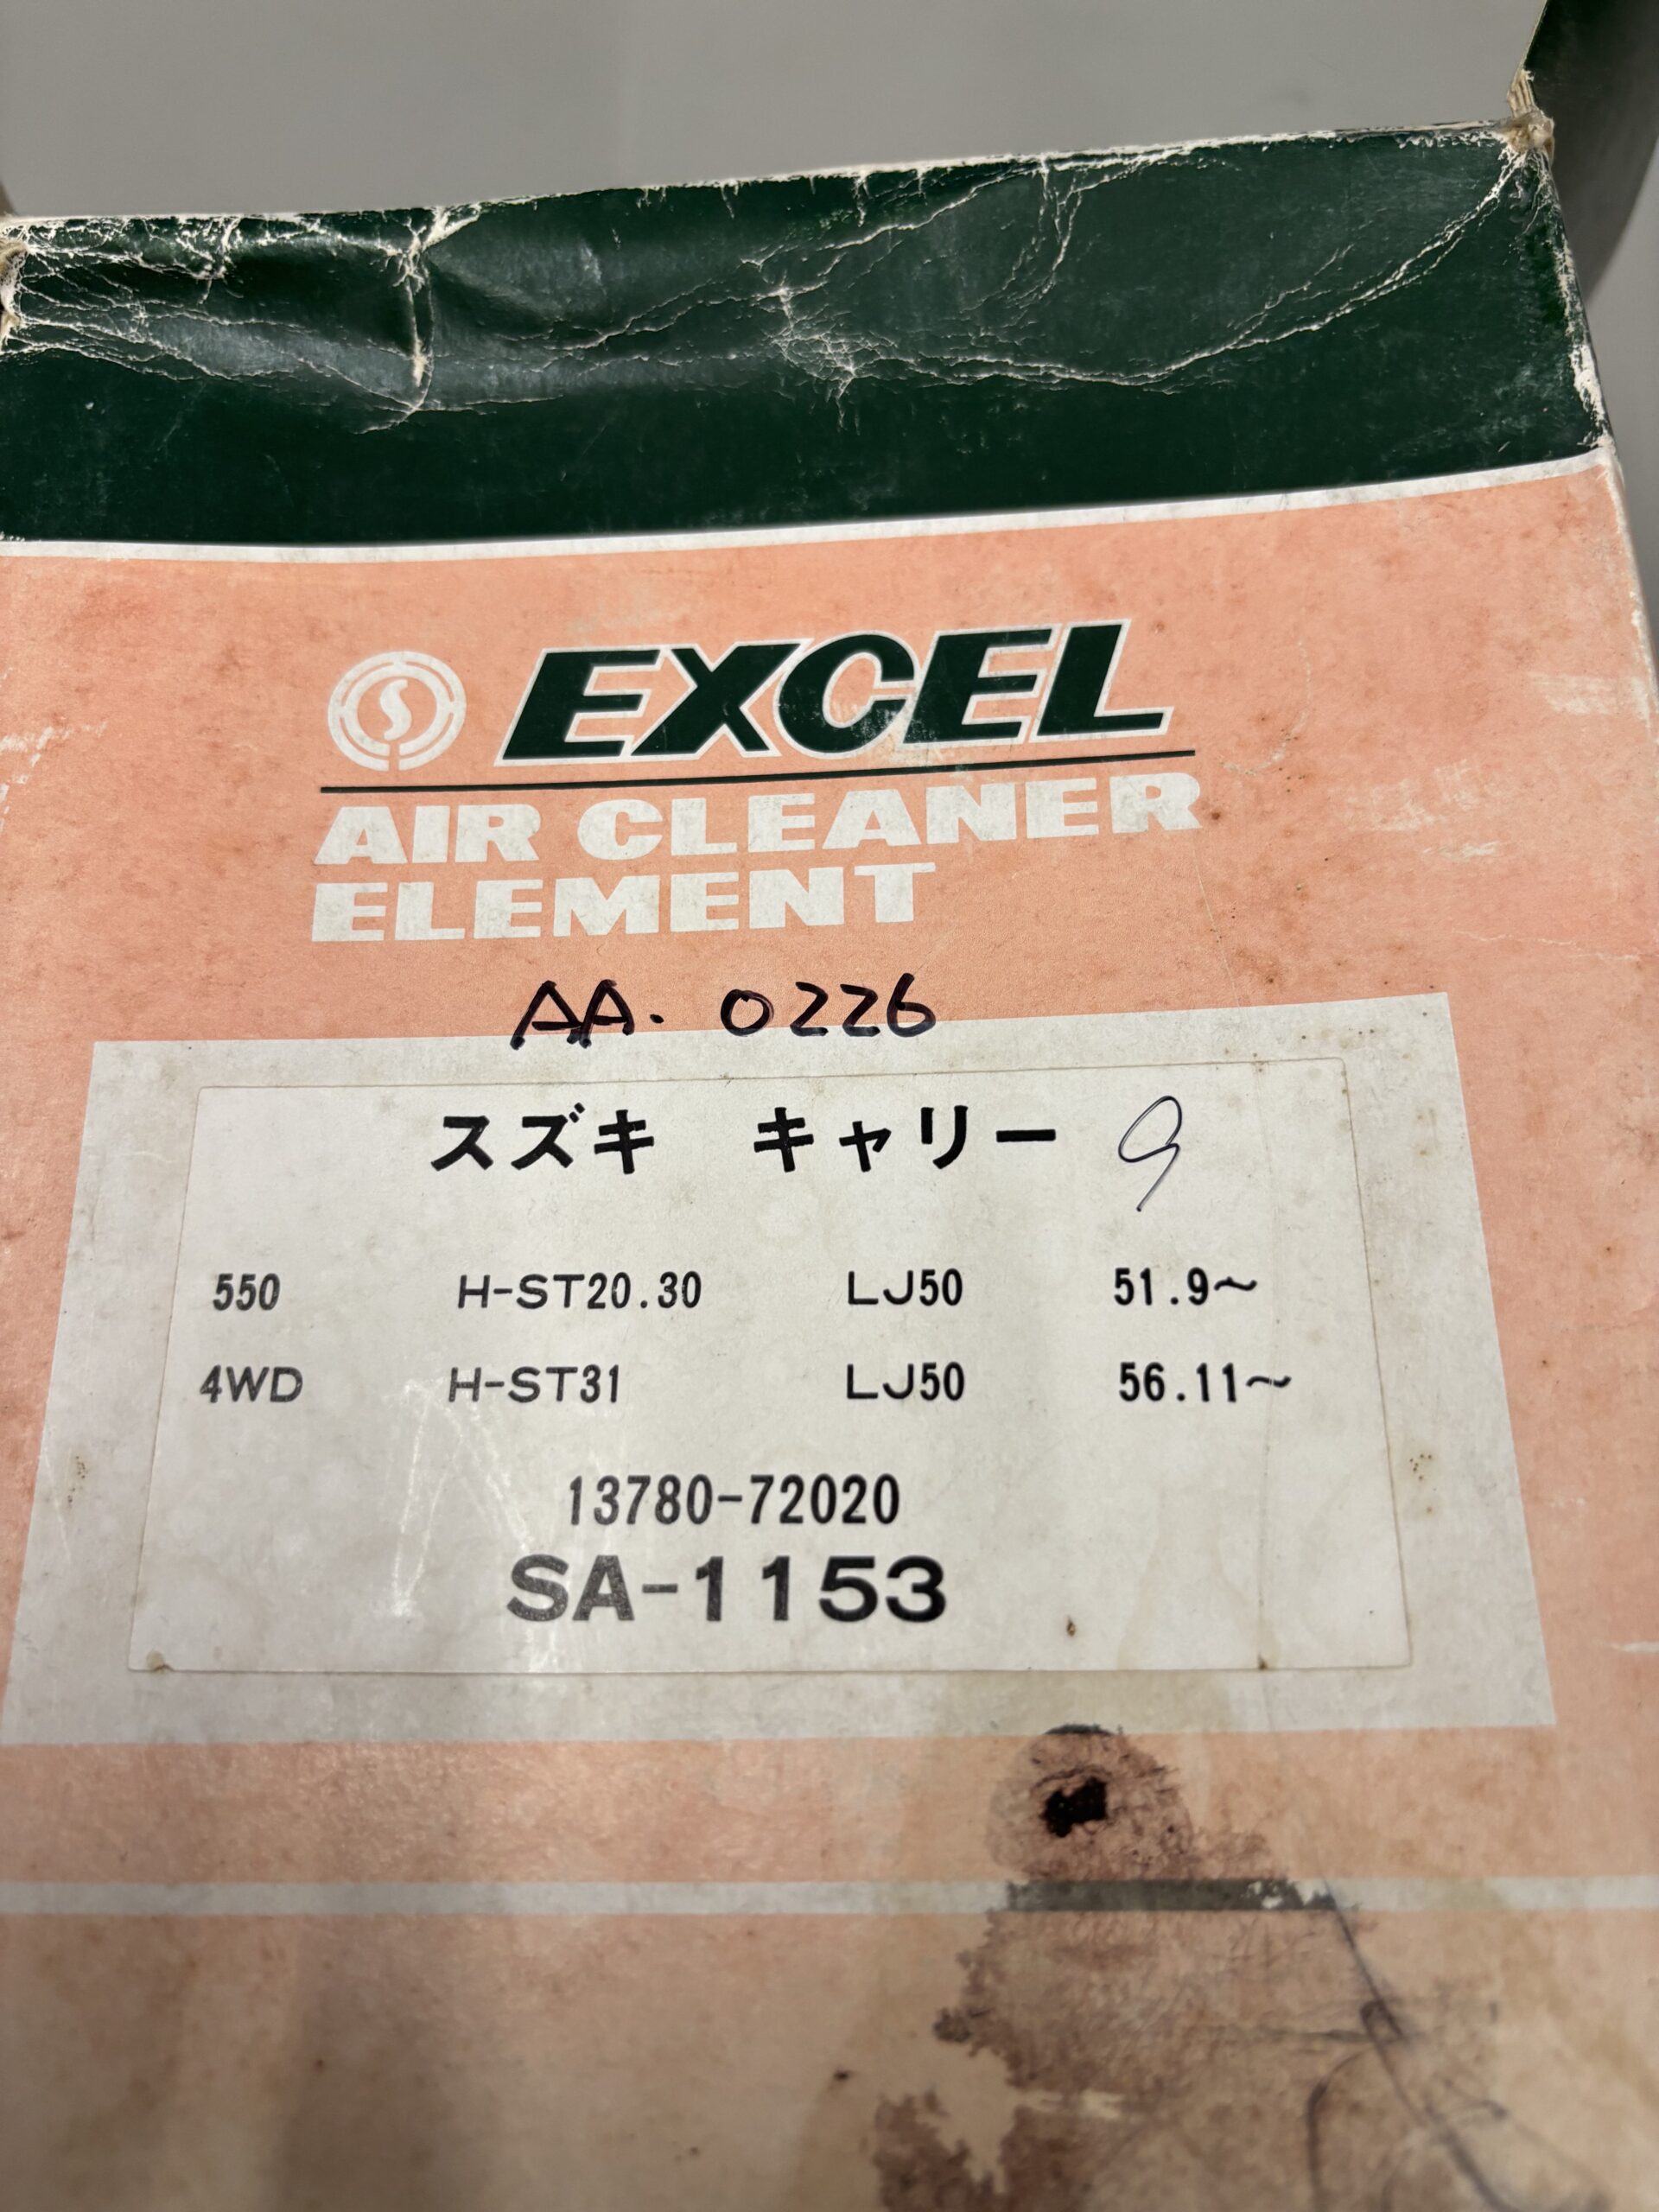 S EXCEL
AIR CLEANER
ELEMENT
AA. 0226
スズキ キャリー 9
550 H-ST20.30 LJ50 51.9~
4WD H-ST31 LJ50 56.11~
13780-72020
SA-1153